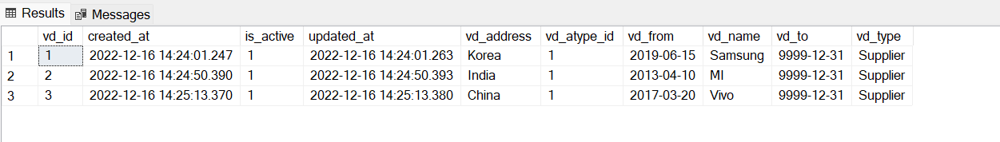 Results Messages
vd_id created_at is_active updated_at vd_address vd_atype_id vd_from vd_name vd_to vd_type
1 1 2022-12-16 14:24:01.247 1 2022-12-16 14:24:01.263 Korea 1 2019-06-15 Samsung 9999-12-31 Supplier
2 2 2022-12-16 14:24:50.390 1 2022-12-16 14:24:50.393 India 1 2013-04-10 MI 9999-12-31 Supplier
3 3 2022-12-16 14:25:13.370 1 2022-12-16 14:25:13.380 China 1 2017-03-20 Vivo 9999-12-31 Supplier